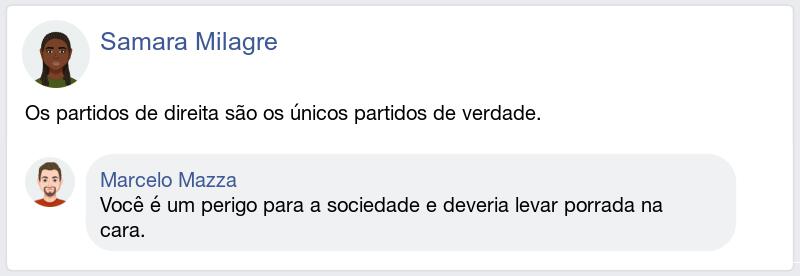 Samara Milagre
Os partidos de direita são os únicos partidos de verdade.
Marcelo Mazza
Você é um perigo para a sociedade e deveria levar porrada na
cara.